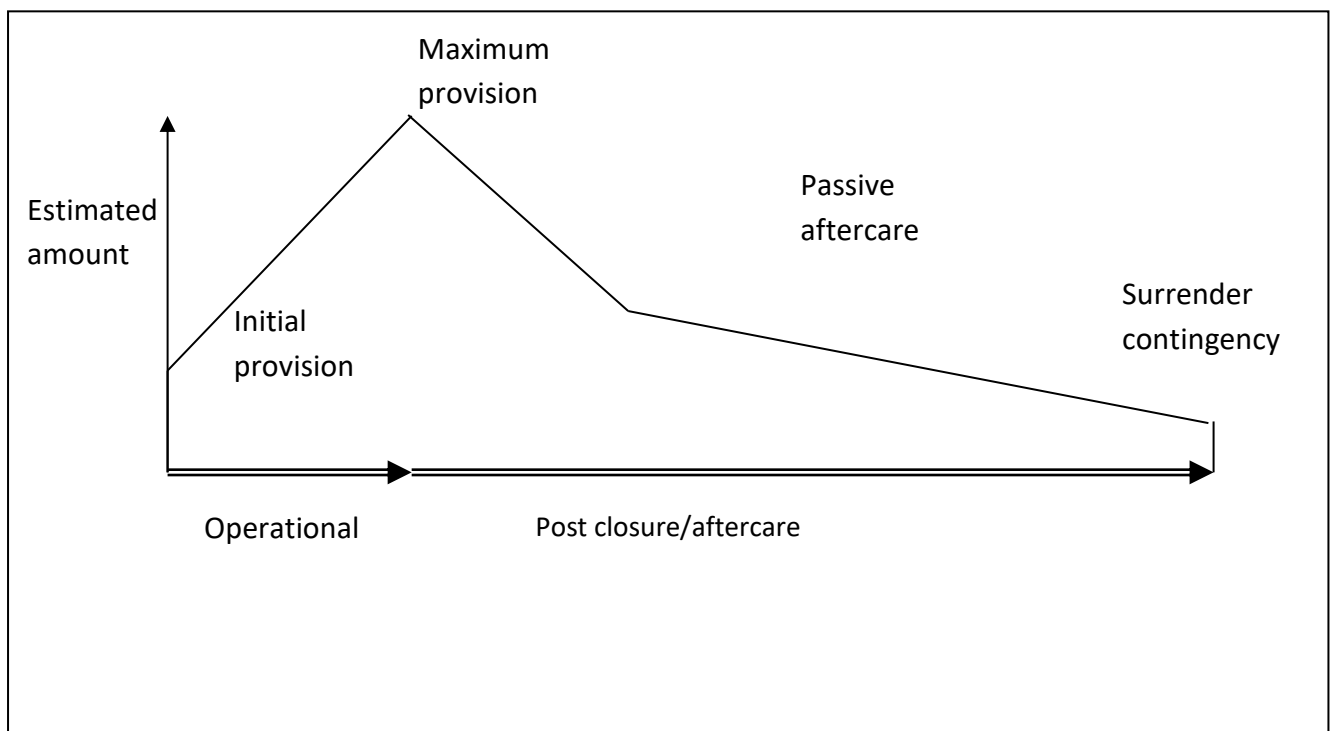 Maximum
provision
Passive
aftercare
Estimated
amount
Surrender
contingency
Initial
provision
Operational
Post closure/aftercare